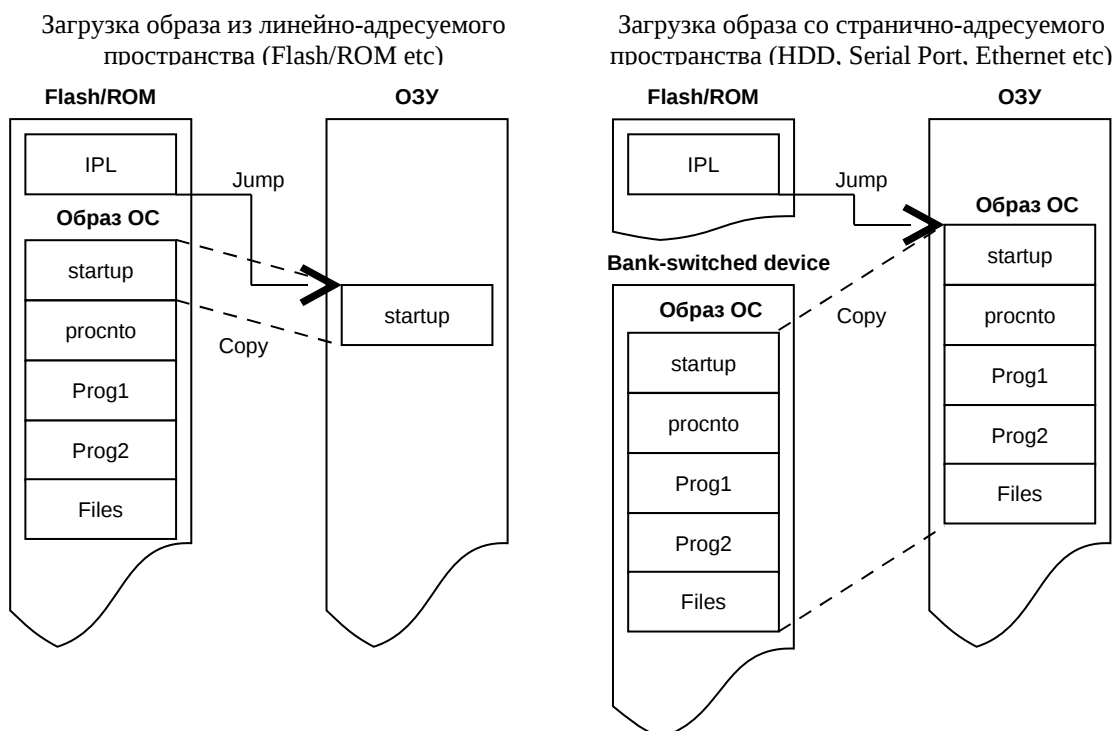 Загрузка образа из линейно-адресуемого
пространства (Flash/ROM etc)
Flash/ROM
ОЗУ
IPL
Jump
Образ ОС
startup
procnto
Prog1
Prog2
Files
Copy
startup
Загрузка образа со странично-адресуемого
пространства (HDD, Serial Port, Ethernet etc)
Flash/ROM
ОЗУ
IPL
Jump
Bank-switched device
Образ ОС
startup
procnto
Prog1
Prog2
Files
Copy
Образ ОС
startup
procnto
Prog1
Prog2
Files